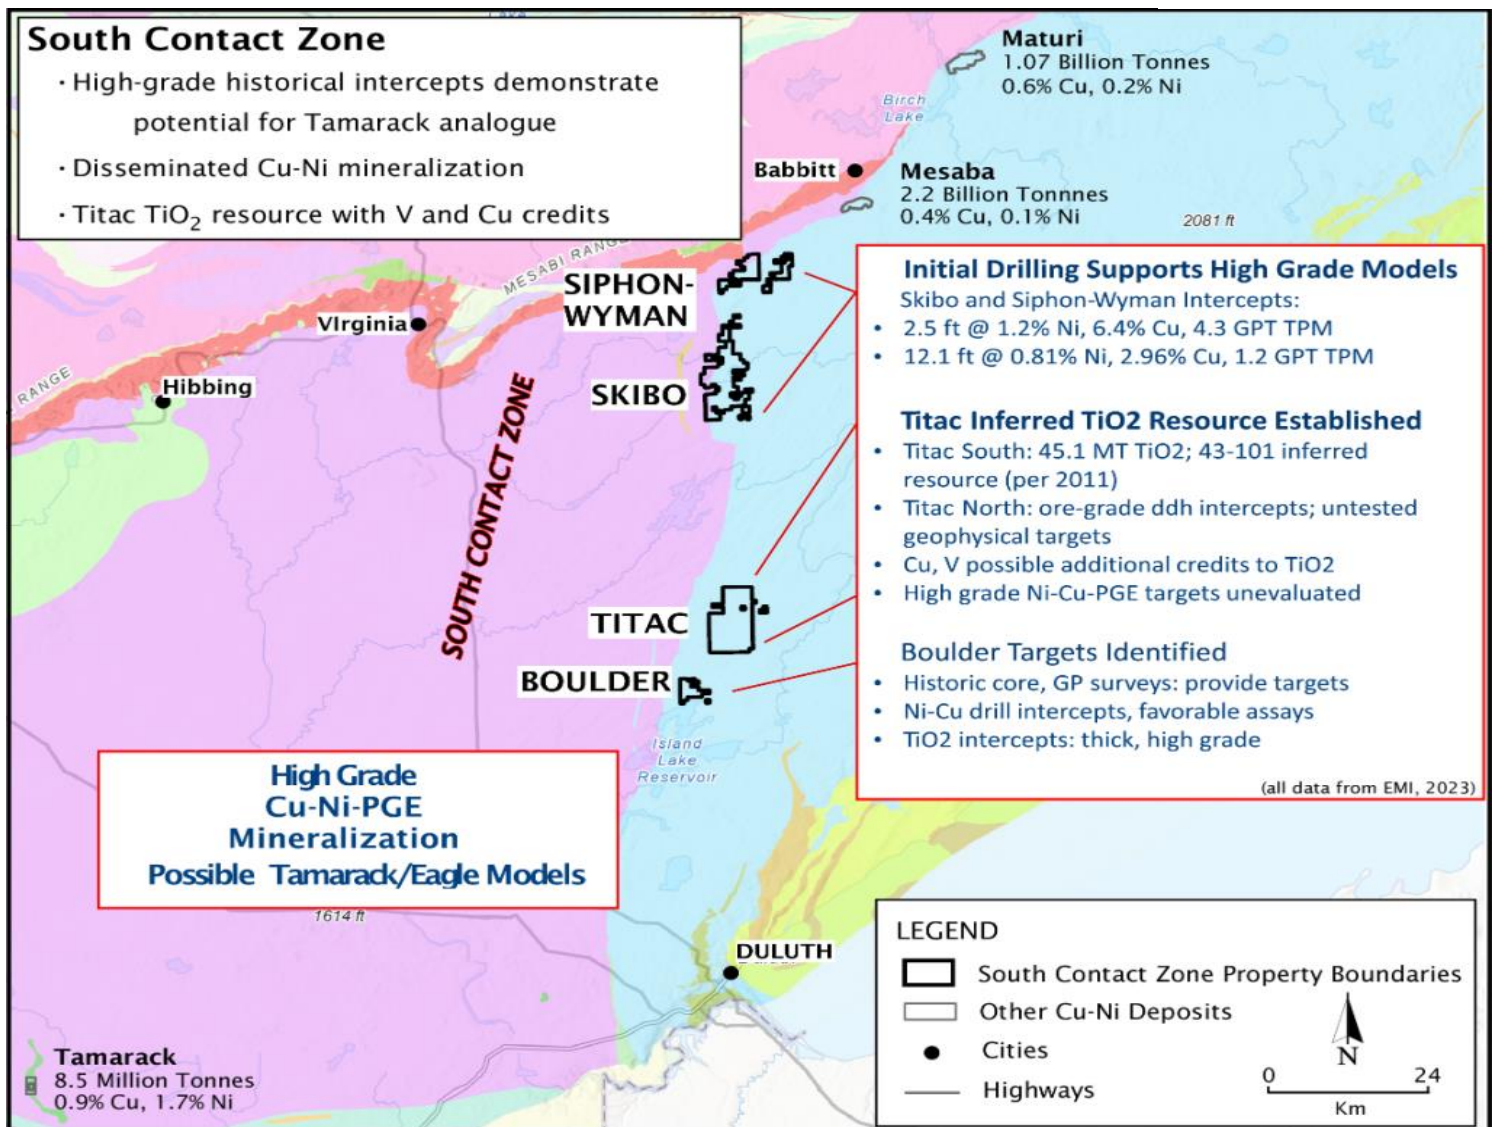 South Contact Zone
· High-grade historical intercepts demonstrate
potential for Tamarack analogue
· Disseminated Cu-Ni mineralization
· Titac TiO₂ resource with V and Cu credits
Maturi
1.07 Billion Tonnes
0.6% Cu, 0.2% Ni
Birch
Lake
Babbitt
Mesaba
2.2 Billion Tonnnes
0.4% Cu, 0.1% Ni
2081 ft
MESABI RANGE
SIPHON-
WYMAN
VIrginia
RANGE
Hibbing
SKIBO
SOUTH CONTACT ZONE
Initial Drilling Supports High Grade Models
Skibo and Siphon-Wyman Intercepts:
• 2.5 ft @ 1.2% Ni, 6.4% Cu, 4.3 GPT TPM
• 12.1 ft @ 0.81% Ni, 2.96% Cu, 1.2 GPT TPM
Titac Inferred TiO2 Resource Established
• Titac South: 45.1 MT TiO2; 43-101 inferred
resource (per 2011)
• Titac North: ore-grade ddh intercepts; untested
geophysical targets
• Cu, V possible additional credits to TiO2
• High grade Ni-Cu-PGE targets unevaluated
Boulder Targets Identified
• Historic core, GP surveys: provide targets
• Ni-Cu drill intercepts, favorable assays
• TiO2 intercepts: thick, high grade
(all data from EMI, 2023)
TITAC
BOULDER
Island
Lake
Reservoir
High Grade
Cu-Ni-PGE
Mineralization
Possible Tamarack/Eagle Models
1614 ft
DULUTH
Tamarack
8.5 Million Tonnes
0.9% Cu, 1.7% Ni
LEGEND
South Contact Zone Property Boundaries
Other Cu-Ni Deposits
Cities
Highways
N
0 24
Km